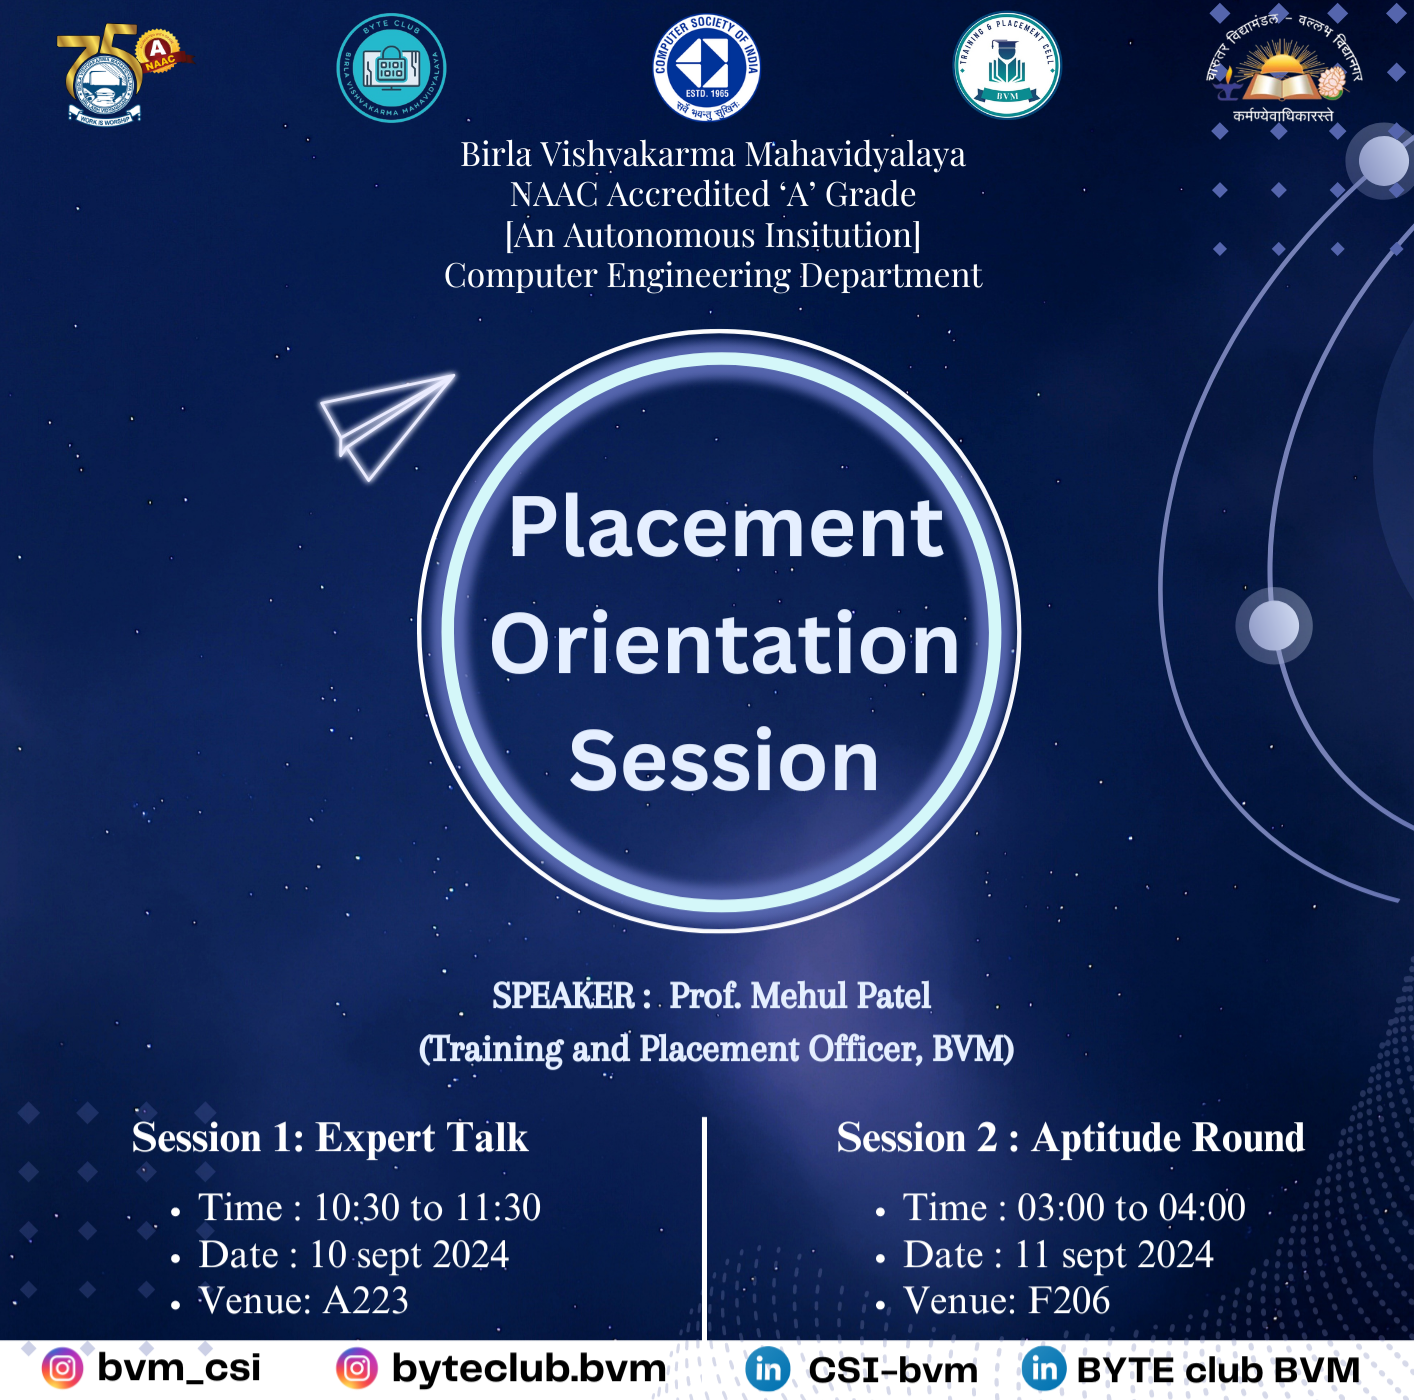 75
A
NAAC
WORK IS WORSHIP
BYTE CLUB
BIRLA VISHVAKARMA MAHAVIDYALAYA
COMPUTER SOCIETY OF INDIA
ESTD. 1965
सर्वे भवन्तु सुखिनः
TRAINING & PLACEMENT CELL
BVM
चारुतर विद्यामंडल - वल्लभ विद्यानगर
कर्मण्येवाधिकारस्ते
Birla Vishvakarma Mahavidyalaya
NAAC Accredited ‘A’ Grade
[An Autonomous Insitution]
Computer Engineering Department
Placement
Orientation
Session
SPEAKER : Prof. Mehul Patel
(Training and Placement Officer, BVM)
Session 1: Expert Talk
• Time : 10:30 to 11:30
• Date : 10 sept 2024
• Venue: A223
Session 2 : Aptitude Round
• Time : 03:00 to 04:00
• Date : 11 sept 2024
• Venue: F206
bvm_csi
byteclub.bvm
in CSI-bvm
in BYTE club BVM